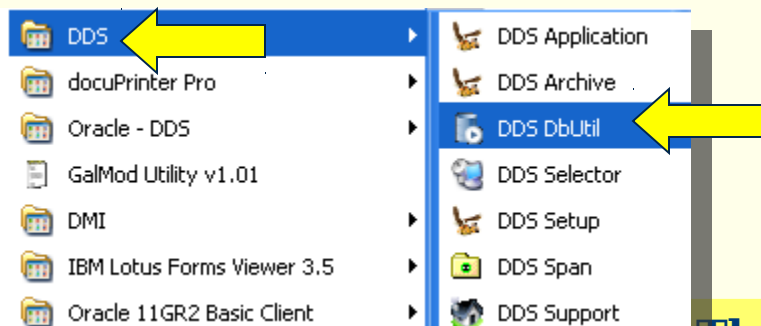 DDS
docuPrinter Pro
Oracle - DDS
GalMod Utility v1.01
DMI
IBM Lotus Forms Viewer 3.5
Oracle 11GR2 Basic Client
DDS Application
DDS Archive
DDS DbUtil
DDS Selector
DDS Setup
DDS Span
DDS Support